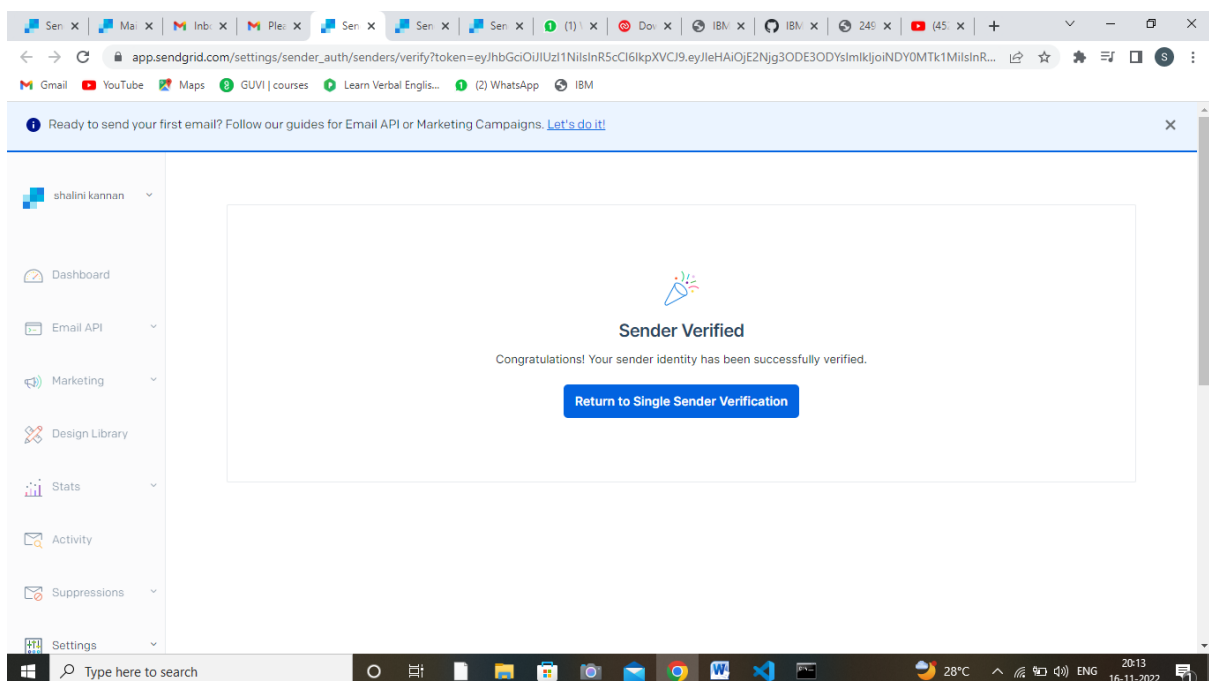 Sen Mai Inb Plea Sen Sen Sen (1) Dov IBM IBM 249 (45:
app.sendgrid.com/settings/sender_auth/senders/verify?token=
Gmail YouTube Maps GUVI | courses Learn Verbal Englis... (2) WhatsApp IBM
Ready to send your first email? Follow our guides for Email API or Marketing Campaigns. Let's do it!
shalini kannan
Dashboard
Email API
Marketing
Design Library
Stats
Activity
Suppressions
Settings
Sender Verified
Congratulations! Your sender identity has been successfully verified.
Return to Single Sender Verification
Type here to search
28°C ENG 20:13
16-11-2022